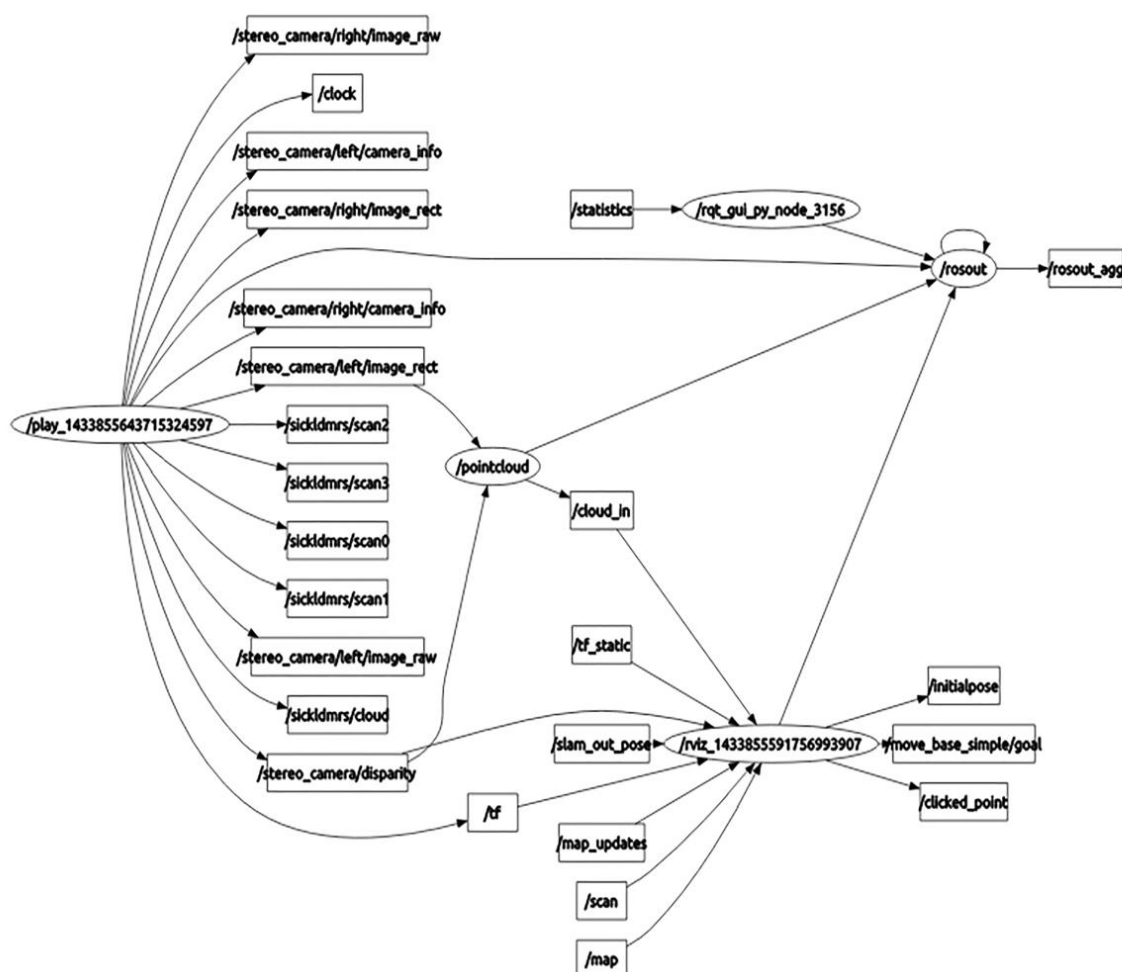 /stereo_camera/right/image_raw
/clock
/stereo_camera/left/camera_info
/stereo_camera/right/image_rect
/statistics
/rqt_gui_py_node_3156
/rosout
/rosout_agg
/stereo_camera/right/camera_info
/stereo_camera/left/image_rect
/play_1433855643715324597
/sickldmrs/scan2
/pointcloud
/sickldmrs/scan3
/cloud_in
/sickldmrs/scan0
/sickldmrs/scan1
/tf_static
/stereo_camera/left/image_raw
/initialpose
/sickldmrs/cloud
/slam_out_pose
/rviz_1433855591756993907
/move_base_simple/goal
/stereo_camera/disparity
/clicked_point
/tf
/map_updates
/scan
/map